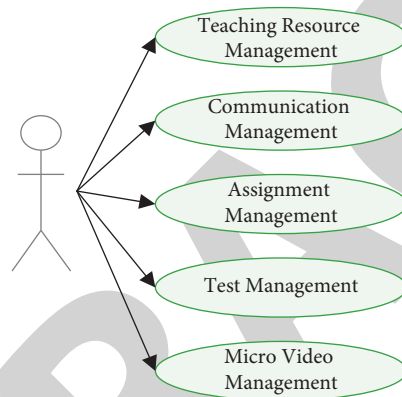 Teaching Resource
Management
Communication
Management
Assignment
Management
Test Management
Micro Video
Management